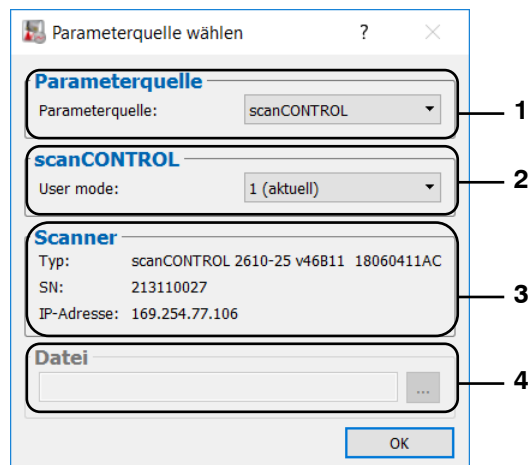 Parameterquelle wählen ?
Parameterquelle
Parameterquelle: scanCONTROL 1
scanCONTROL
User mode: 1 (aktuell) 2
Scanner
Typ: scanCONTROL 2610-25 v46B11 18060411AC
SN: 213110027 3
IP-Adresse: 169.254.77.106
Datei
... 4
OK